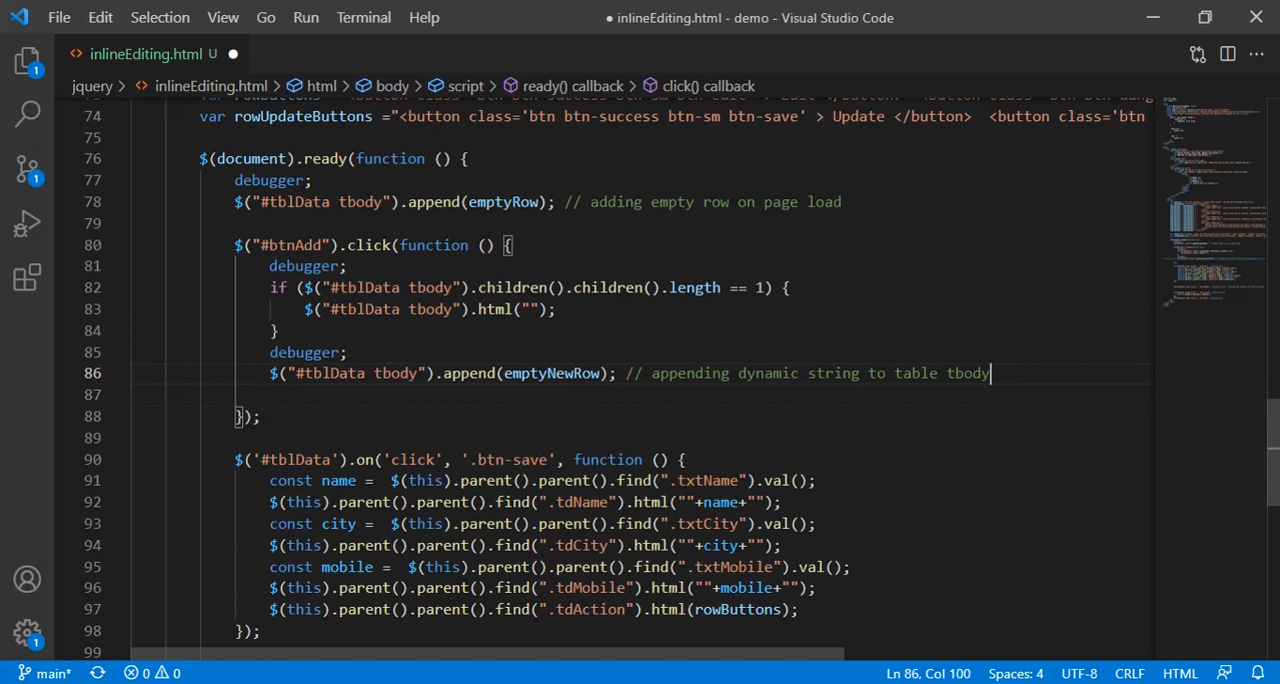 File Edit Selection View Go Run Terminal Help ● inlineEditing.html - demo - Visual Studio Code
inlineEditing.html U
jquery > inlineEditing.html > html > body > script > ready() callback > click() callback
74 var rowUpdateButtons ="<button class='btn btn-success btn-sm btn-save' > Update </button>  <button class='btn
75
76 $(document).ready(function () {
77 debugger;
78 $("#tblData tbody").append(emptyRow); // adding empty row on page load
79
80 $("#btnAdd").click(function () {
81 debugger;
82 if ($("#tblData tbody").children().children().length == 1) {
83 $("#tblData tbody").html("");
84 }
85 debugger;
86 $("#tblData tbody").append(emptyNewRow); // appending dynamic string to table tbody
87
88 });
89
90 $('#tblData').on('click', '.btn-save', function () {
91 const name =  $(this).parent().parent().find(".txtName").val();
92 $(this).parent().parent().find(".tdName").html(""+name+"");
93 const city =  $(this).parent().parent().find(".txtCity").val();
94 $(this).parent().parent().find(".tdCity").html(""+city+"");
95 const mobile =  $(this).parent().parent().find(".txtMobile").val();
96 $(this).parent().parent().find(".tdMobile").html(""+mobile+"");
97 $(this).parent().parent().find(".tdAction").html(rowButtons);
98 });
99
1
1
1
main* 0 0 Ln 86, Col 100 Spaces: 4 UTF-8 CRLF HTML